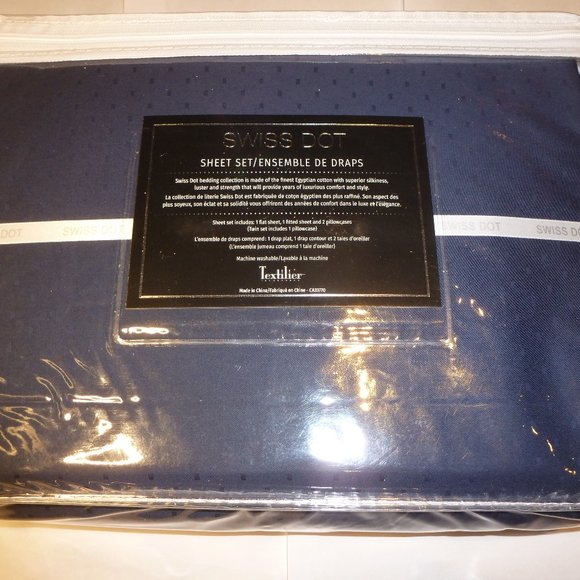 SWISS DOT
SHEET SET/ENSEMBLE DE DRAPS
Swiss Dot bedding collection is made of the finest Egyptian cotton with superior silkiness,
luster and strength that will provide years of luxurious comfort and style.
La collection de literie Swiss Dot est fabriquée de coton égyptien des plus raffiné. Son aspect des
plus soyeux, son éclat et sa solidité vous offriront des années de confort dans le luxe et l'élégance.
Sheet set includes: 1 flat sheet, 1 fitted sheet and 2 pillowcases
(Twin set includes 1 pillowcase)
L'ensemble de draps comprend: 1 drap plat, 1 drap contour et 2 taies d'oreiller
(L'ensemble jumeau comprend 1 taie d'oreiller)
Machine washable/Lavable à la machine
Textilier
Made in China/Fabriqué en Chine - CA33770
SWISS DOT
SWISS DOT
SWISS DOT